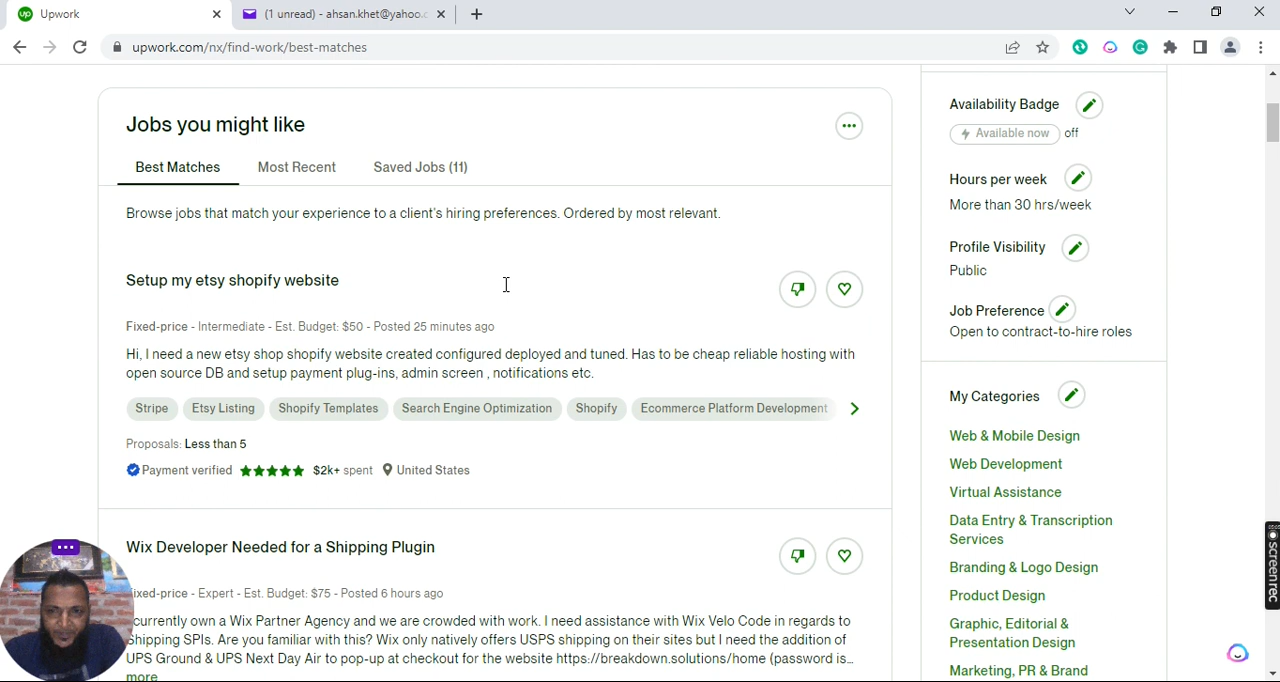 Upwork
(1 unread) - ahsan.khet@yahoo.c
upwork.com/nx/find-work/best-matches
Jobs you might like
Best Matches
Most Recent
Saved Jobs (11)
Browse jobs that match your experience to a client's hiring preferences. Ordered by most relevant.
Setup my etsy shopify website
Fixed-price - Intermediate - Est. Budget: $50 - Posted 25 minutes ago
Hi, I need a new etsy shop shopify website created configured deployed and tuned. Has to be cheap reliable hosting with
open source DB and setup payment plug-ins, admin screen , notifications etc.
Stripe
Etsy Listing
Shopify Templates
Search Engine Optimization
Shopify
Ecommerce Platform Development
Proposals: Less than 5
Payment verified $2k+ spent United States
Wix Developer Needed for a Shipping Plugin
ixed-price - Expert - Est. Budget: $75 - Posted 6 hours ago
currently own a Wix Partner Agency and we are crowded with work. I need assistance with Wix Velo Code in regards to
Shipping SPIs. Are you familiar with this? Wix only natively offers USPS shipping on their sites but I need the addition of
UPS Ground & UPS Next Day Air to pop-up at checkout for the website https://breakdown.solutions/home (password is...
more
Availability Badge
Available now off
Hours per week
More than 30 hrs/week
Profile Visibility
Public
Job Preference
Open to contract-to-hire roles
My Categories
Web & Mobile Design
Web Development
Virtual Assistance
Data Entry & Transcription
Services
Branding & Logo Design
Product Design
Graphic, Editorial &
Presentation Design
Marketing, PR & Brand
screenrec